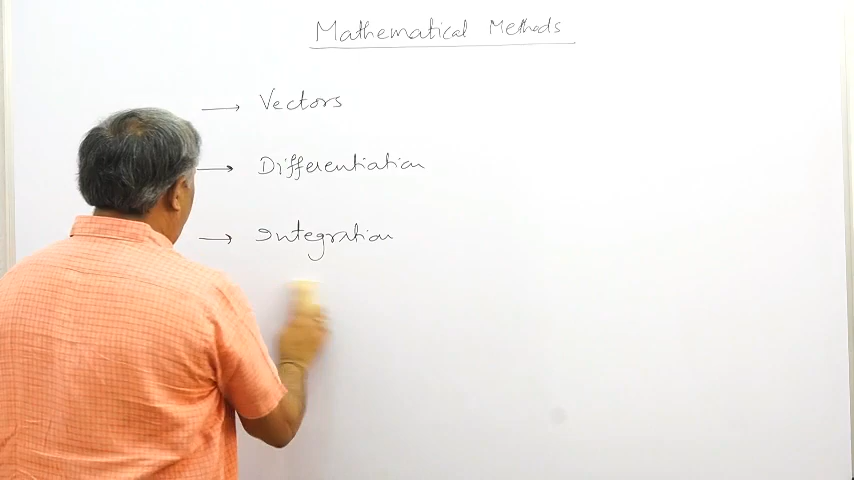 Mathematical Methods
→ Vectors
→ Differentiation
→ Integration